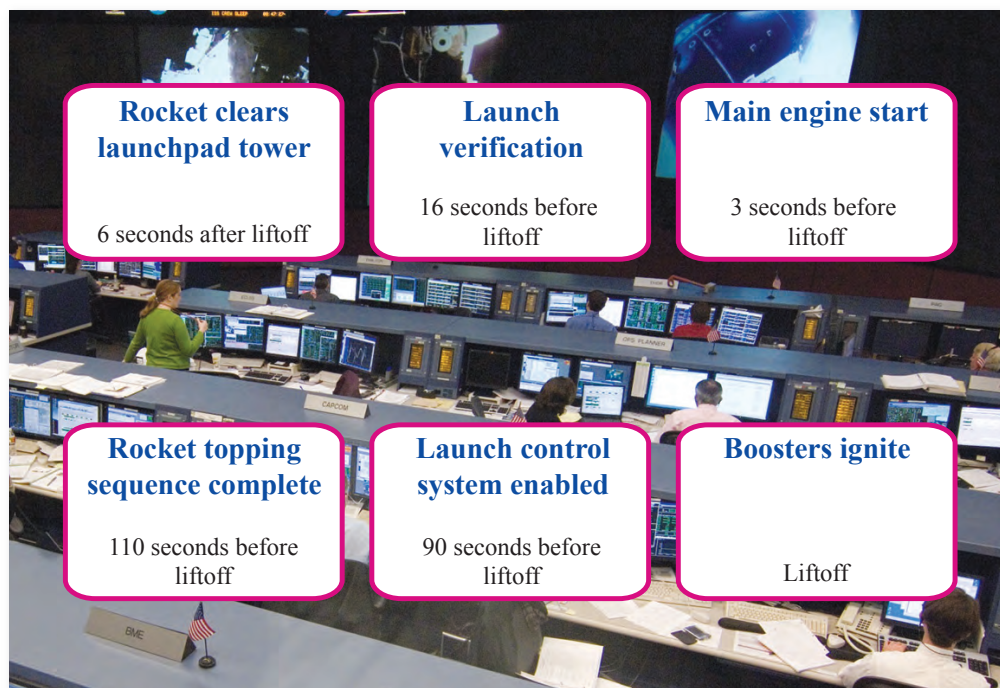 Rocket clears
launchpad tower
6 seconds after liftoff
Launch
verification
16 seconds before
liftoff
Main engine start
3 seconds before
liftoff
OPS PLANNER
CAPCOM
Rocket topping
sequence complete
110 seconds before
liftoff
Launch control
system enabled
90 seconds before
liftoff
Boosters ignite
Liftoff
BME